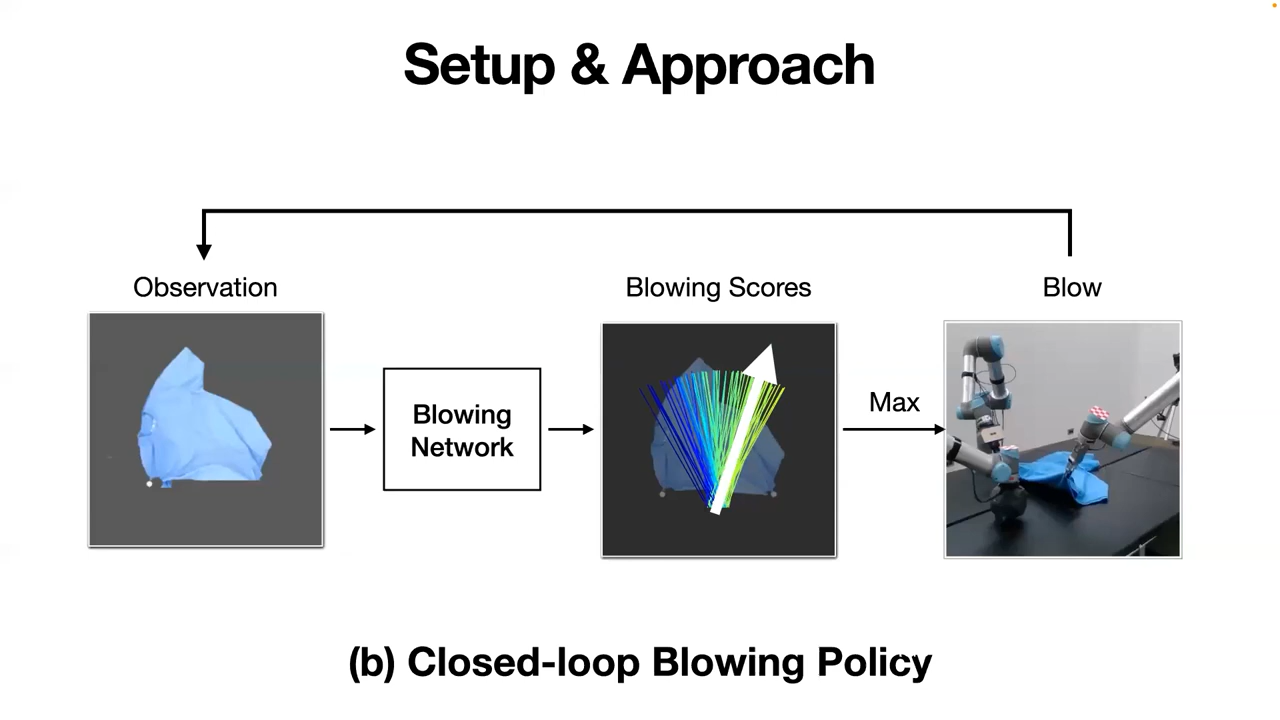 Setup & Approach
Observation
Blowing
Network
Blowing Scores
Max
Blow
(b) Closed-loop Blowing Policy